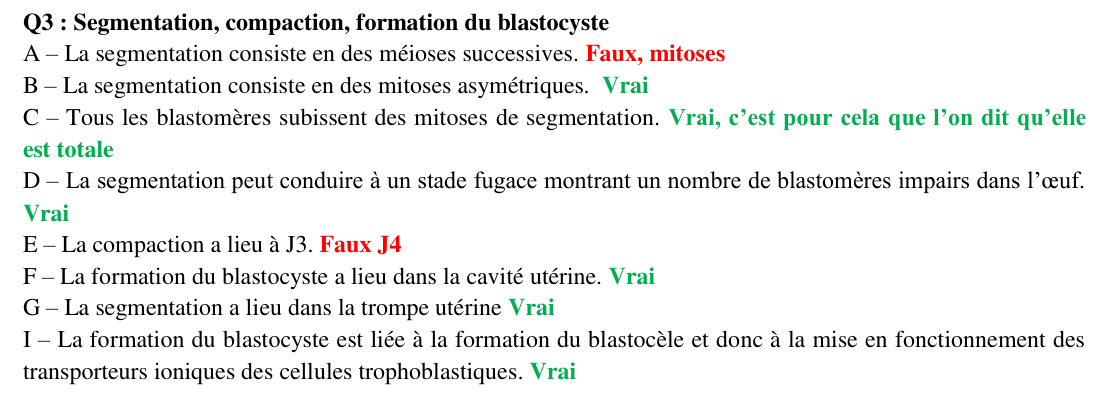 Q3 : Segmentation, compaction, formation du blastocyste
A – La segmentation consiste en des méioses successives. Faux, mitoses
B – La segmentation consiste en des mitoses asymétriques. Vrai
C – Tous les blastomères subissent des mitoses de segmentation. Vrai, c'est pour cela que l'on dit qu'elle
est totale
D – La segmentation peut conduire à un stade fugace montrant un nombre de blastomères impairs dans l'œuf.
Vrai
E – La compaction a lieu à J3. Faux J4
F – La formation du blastocyste a lieu dans la cavité utérine. Vrai
G – La segmentation a lieu dans la trompe utérine Vrai
I – La formation du blastocyste est liée à la formation du blastocèle et donc à la mise en fonctionnement des
transporteurs ioniques des cellules trophoblastiques. Vrai